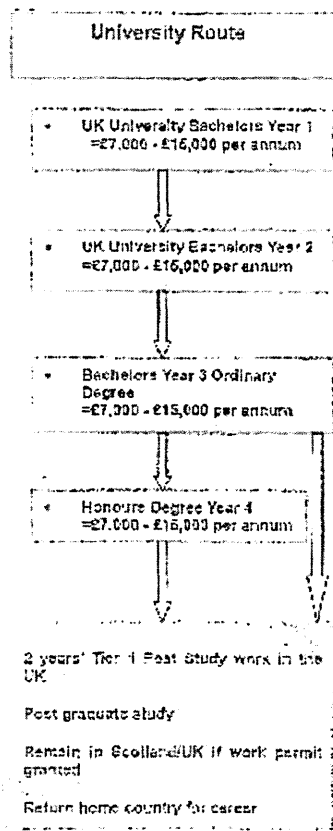 University Route
• UK University Bachelors Year 1
=£7,000 - £15,000 per annum
• UK University Bachelors Year 2
=£7,000 - £15,000 per annum
• Bachelors Year 3 Ordinary
Degree
=£7,000 - £15,000 per annum
• Honours Degree Year 4
=£7,000 - £15,000 per annum
2 years' Tier 1 Post Study work in the
UK
Post graduate study
Remain in Scotland/UK if work permit
granted
Return home country for career